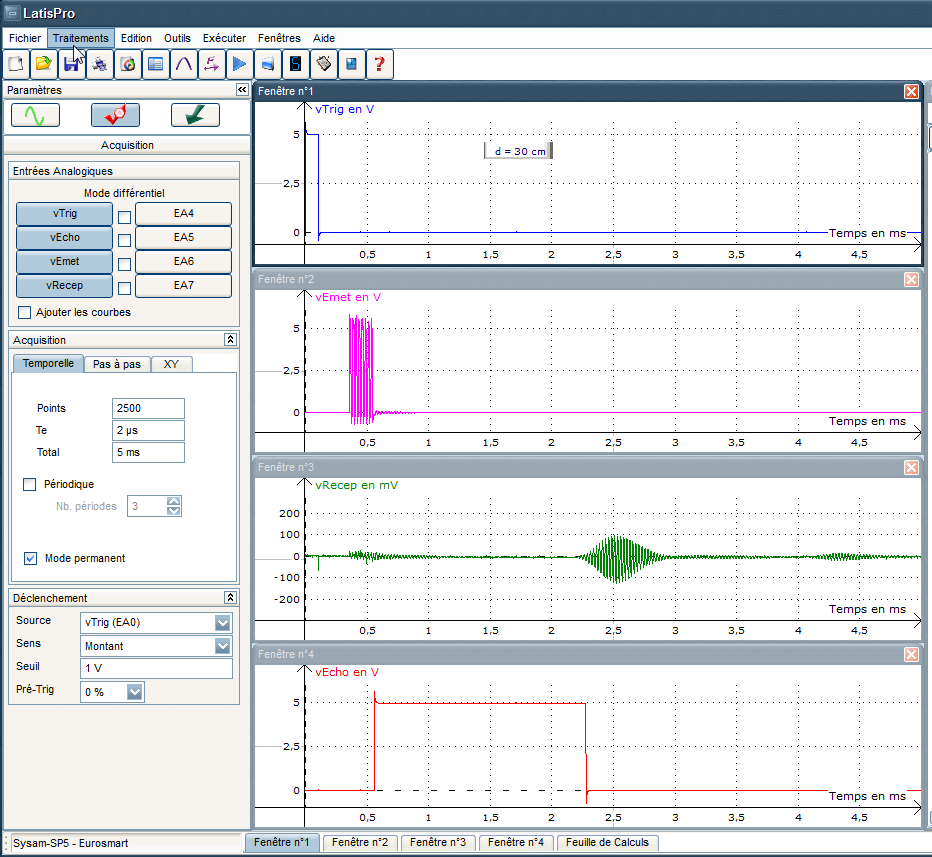 LatisPro
Fichier Traitements Edition Outils Exécuter Fenêtres Aide
Paramètres
Acquisition
Entrées Analogiques
Mode différentiel
vTrig EA4
vEcho EA5
vEmet EA6
vRecep EA7
Ajouter les courbes
Acquisition
Temporelle Pas à pas XY
Points 2500
Te 2 µs
Total 5 ms
Périodique
Nb. périodes 3
Mode permanent
Déclenchement
Source vTrig (EA0)
Sens Montant
Seuil 1 V
Pré-Trig 0 %
Fenêtre n°1
vTrig en V
5
d = 30 cm
2,5
0
Temps en ms
0,5 1 1,5 2 2,5 3 3,5 4 4,5
Fenêtre n°2
vEmet en V
5
2,5
0
Temps en ms
0,5 1 1,5 2 2,5 3 3,5 4 4,5
Fenêtre n°3
vRecep en mV
200
100
0
-100
-200
Temps en ms
0,5 1 1,5 2 2,5 3 3,5 4 4,5
Fenêtre n°4
vEcho en V
5
2,5
0
Temps en ms
0,5 1 1,5 2 2,5 3 3,5 4 4,5
Sysam-SP5 - Eurosmart
Fenêtre n°1 Fenêtre n°2 Fenêtre n°3 Fenêtre n°4 Feuille de Calculs